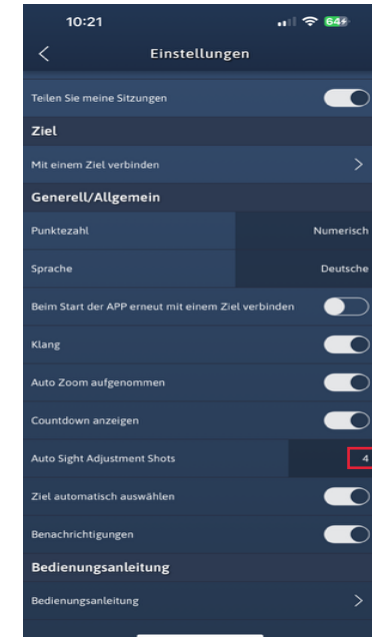 10:21
64
Einstellungen
Teilen Sie meine Sitzungen
Ziel
Mit einem Ziel verbinden
Generell/Allgemein
Punktezahl Numerisch
Sprache Deutsche
Beim Start der APP erneut mit einem Ziel verbinden
Klang
Auto Zoom aufgenommen
Countdown anzeigen
Auto Sight Adjustment Shots 4
Ziel automatisch auswählen
Benachrichtigungen
Bedienungsanleitung
Bedienungsanleitung